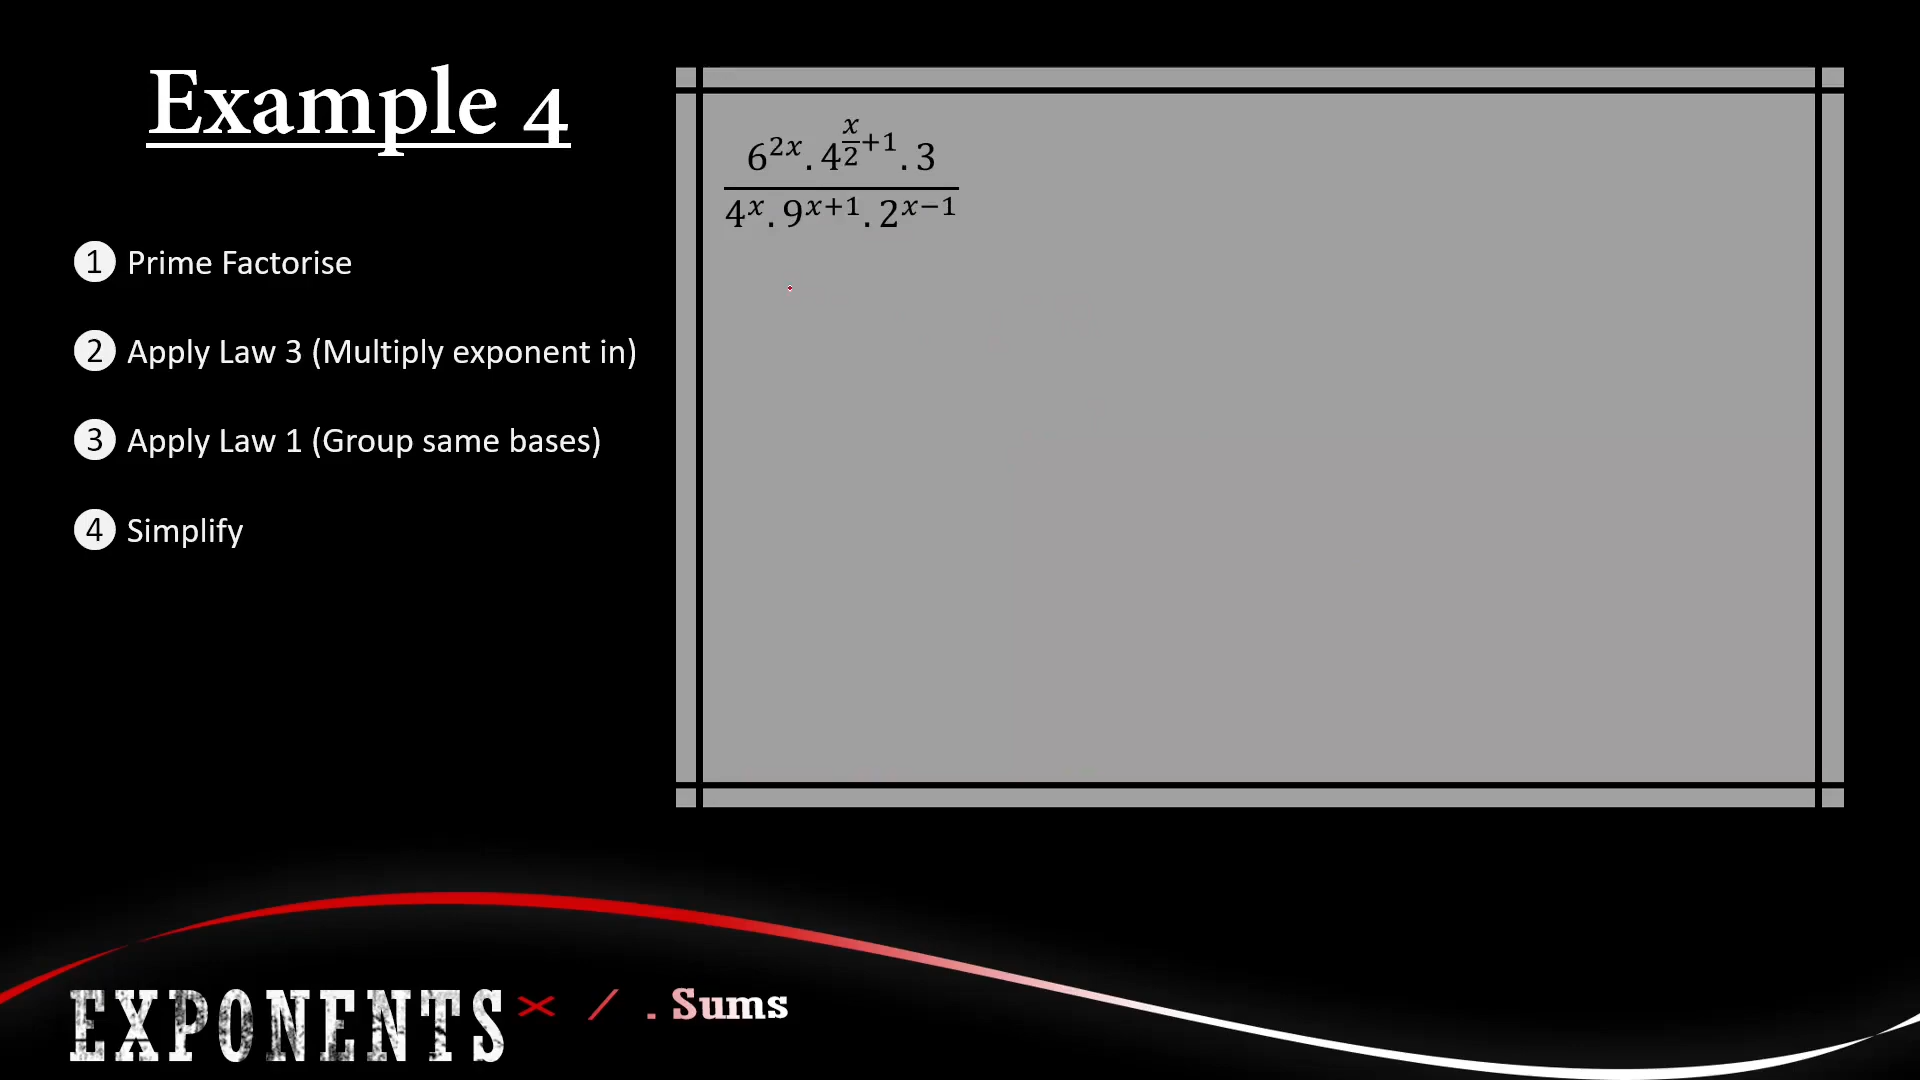 Example 4
① Prime Factorise
② Apply Law 3 (Multiply exponent in)
③ Apply Law 1 (Group same bases)
④ Simplify
6^{2x} . 4^{\frac{x}{2}+1} . 3
4^{x} . 9^{x+1} . 2^{x−1}
EXPONENTS × / . Sums